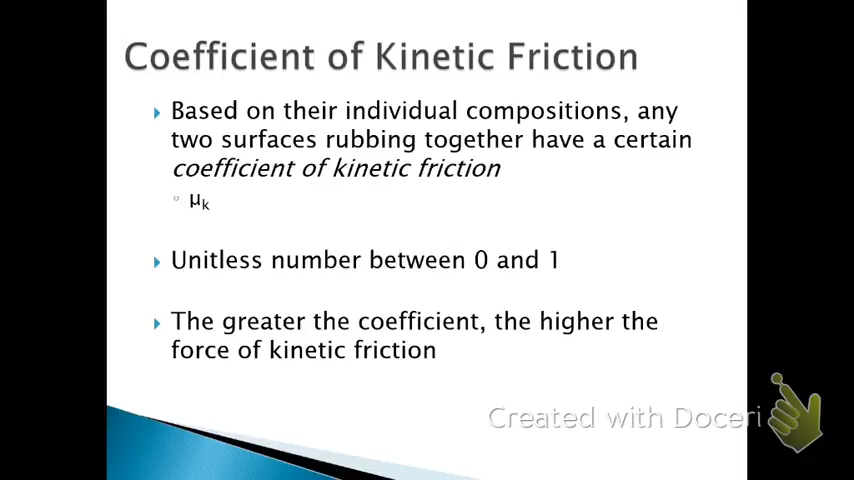 Coefficient of Kinetic Friction
Based on their individual compositions, any
two surfaces rubbing together have a certain
coefficient of kinetic friction
μk
Unitless number between 0 and 1
The greater the coefficient, the higher the
force of kinetic friction
Created with Doceri